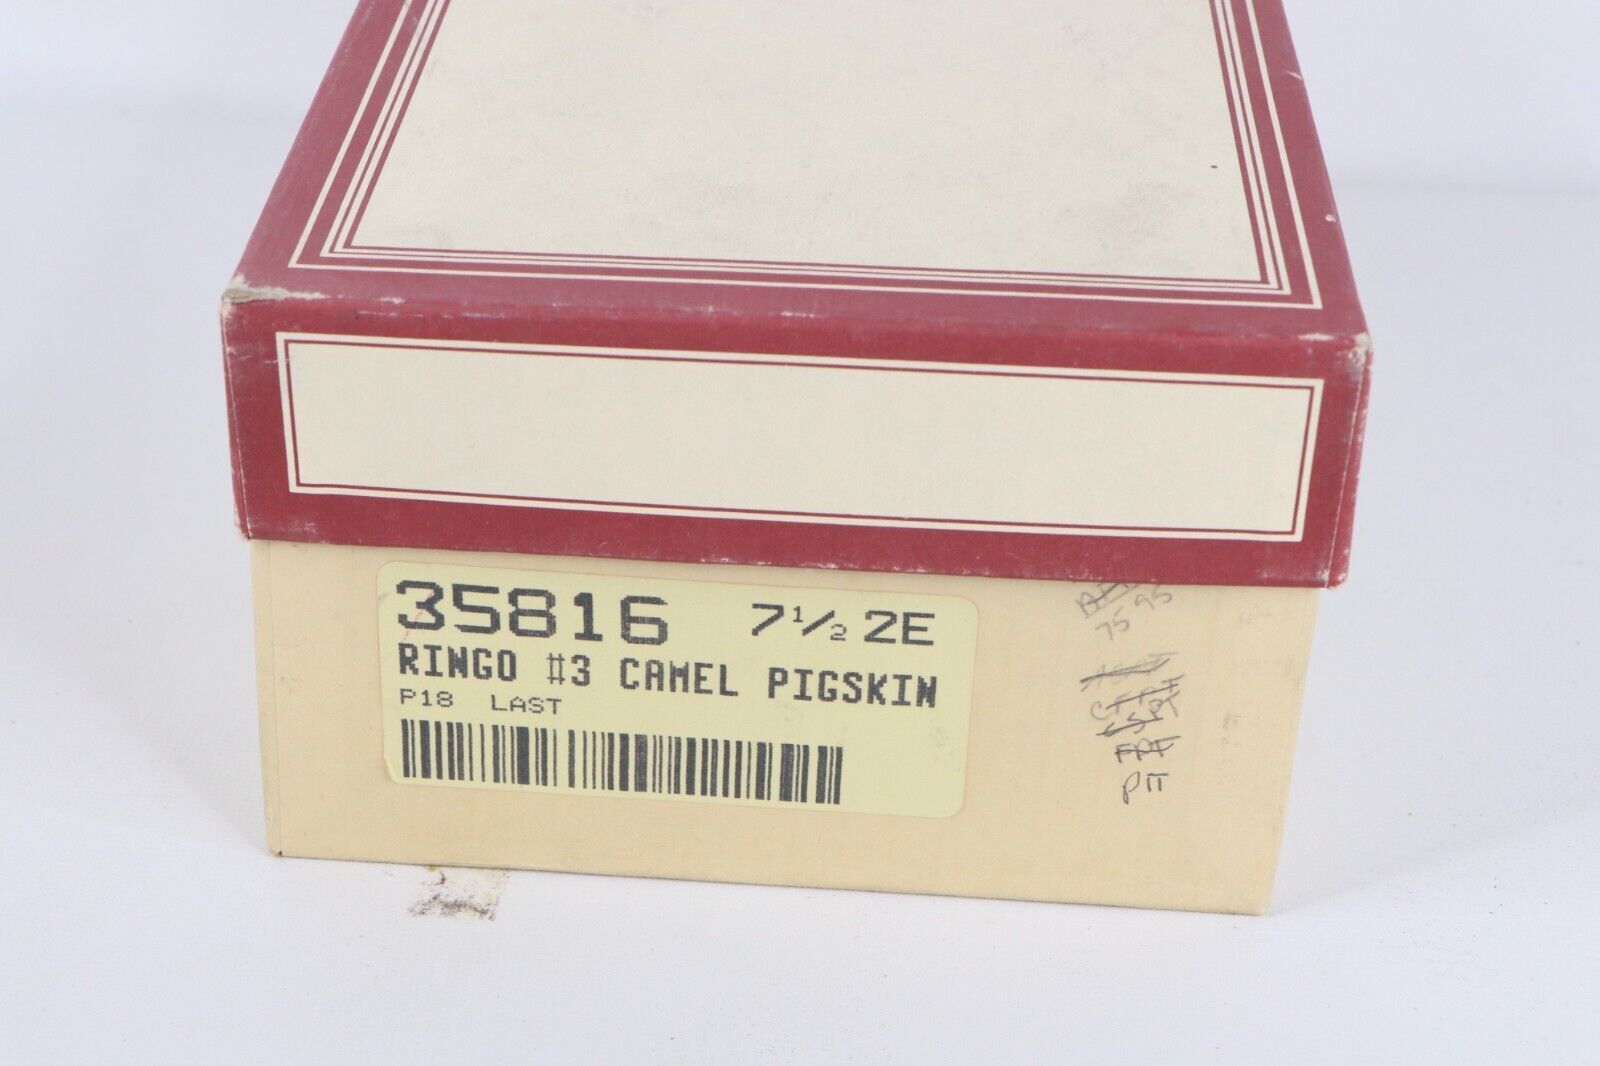 35816 7½ 2E
RINGO #3 CAMEL PIGSKIN
P18 LAST
75 95